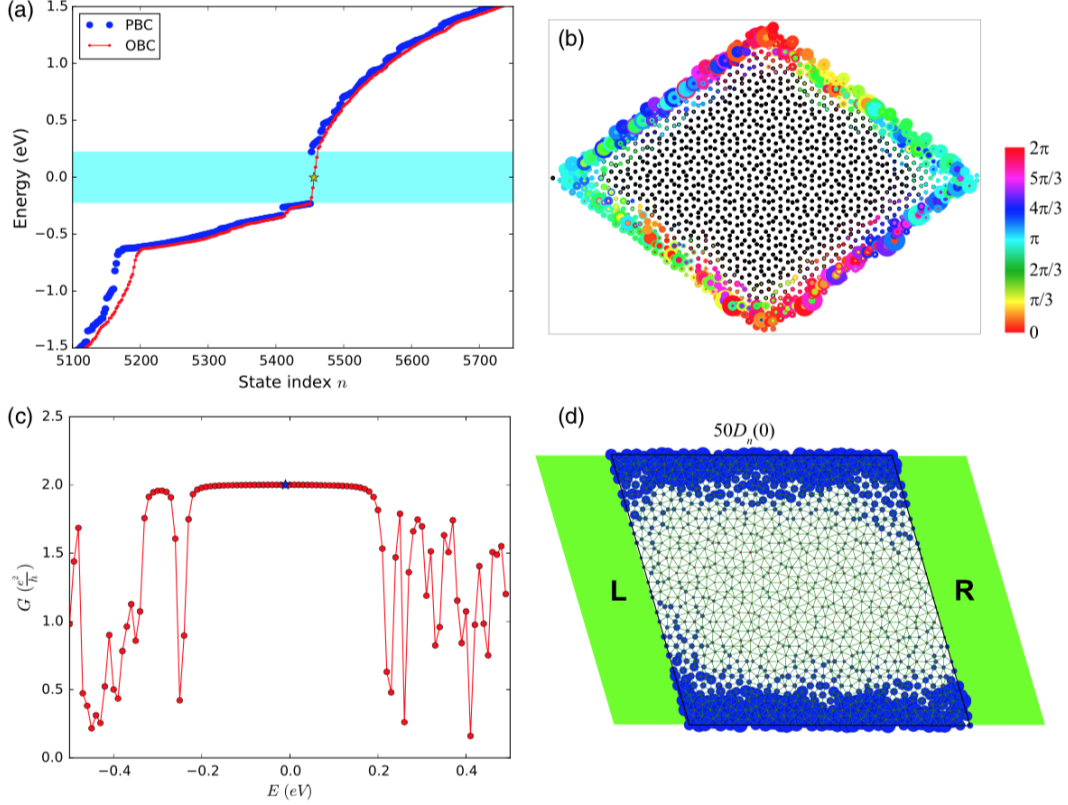 (a)
1.5
1.0
0.5
0.0
−0.5
−1.0
−1.5
Energy (eV)
PBC
OBC
5100 5200 5300 5400 5500 5600 5700
State index n
(b)
2π
5π/3
4π/3
π
2π/3
π/3
0
(c)
2.5
2.0
1.5
1.0
0.5
0.0
G (e²/h)
−0.4 −0.2 0.0 0.2 0.4
E (eV)
(d)
50Dₙ(0)
L
R